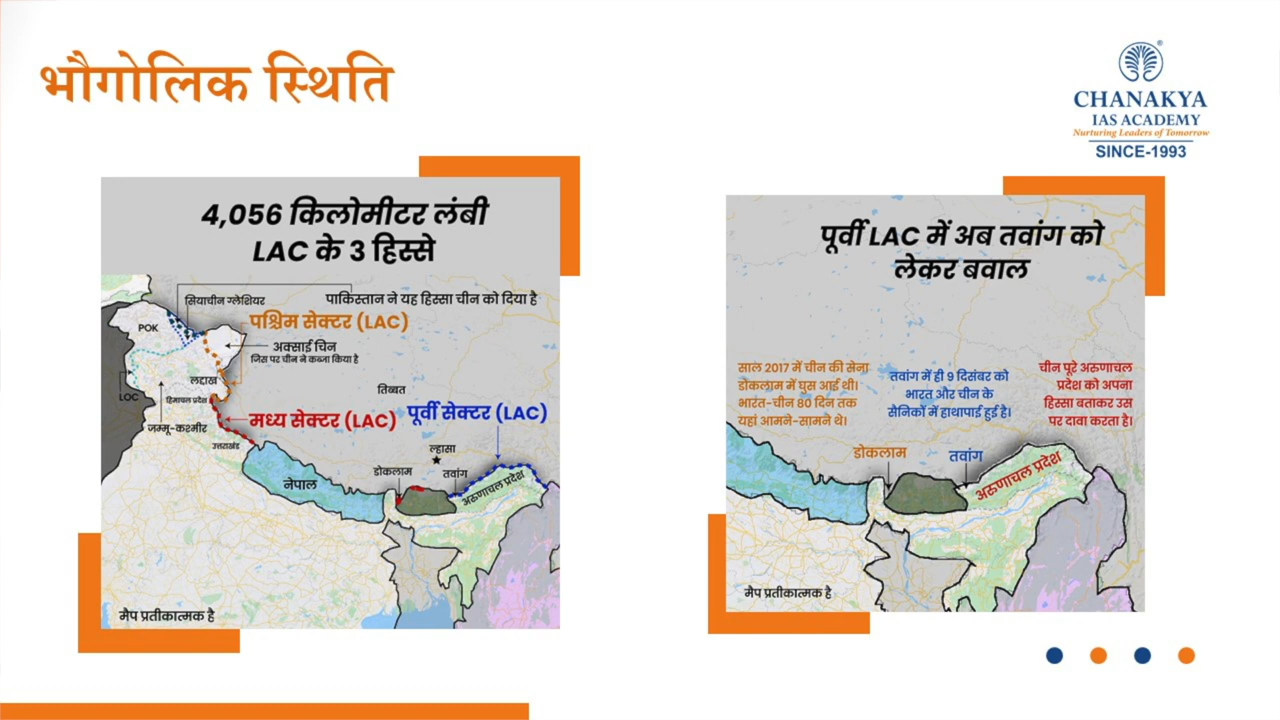 भौगोलिक स्थिति
CHANAKYA
IAS ACADEMY
Nurturing Leaders of Tomorrow
SINCE-1993
4,056 किलोमीटर लंबी
LAC के 3 हिस्से
सियाचीन ग्लेशियर
पाकिस्तान ने यह हिस्सा चीन को दिया है
POK
पश्चिम सेक्टर (LAC)
अक्साई चिन
जिस पर चीन ने कब्जा किया है
लद्दाख
तिब्बत
LOC
हिमाचल प्रदेश
जम्मू-कश्मीर
मध्य सेक्टर (LAC)
पूर्वी सेक्टर (LAC)
उत्तराखंड
ल्हासा
डोकलाम
तवांग
नेपाल
अरुणाचल प्रदेश
मैप प्रतीकात्मक है
पूर्वी LAC में अब तवांग को
लेकर बवाल
साल 2017 में चीन की सेना
डोकलाम में घुस आई थी।
भारत-चीन 80 दिन तक
यहां आमने-सामने थे।
तवांग में ही 9 दिसंबर को
भारत और चीन के
सैनिकों में हाथापाई हुई है।
चीन पूरे अरुणाचल
प्रदेश को अपना
हिस्सा बताकर उस
पर दावा करता है।
डोकलाम
तवांग
अरुणाचल प्रदेश
मैप प्रतीकात्मक है